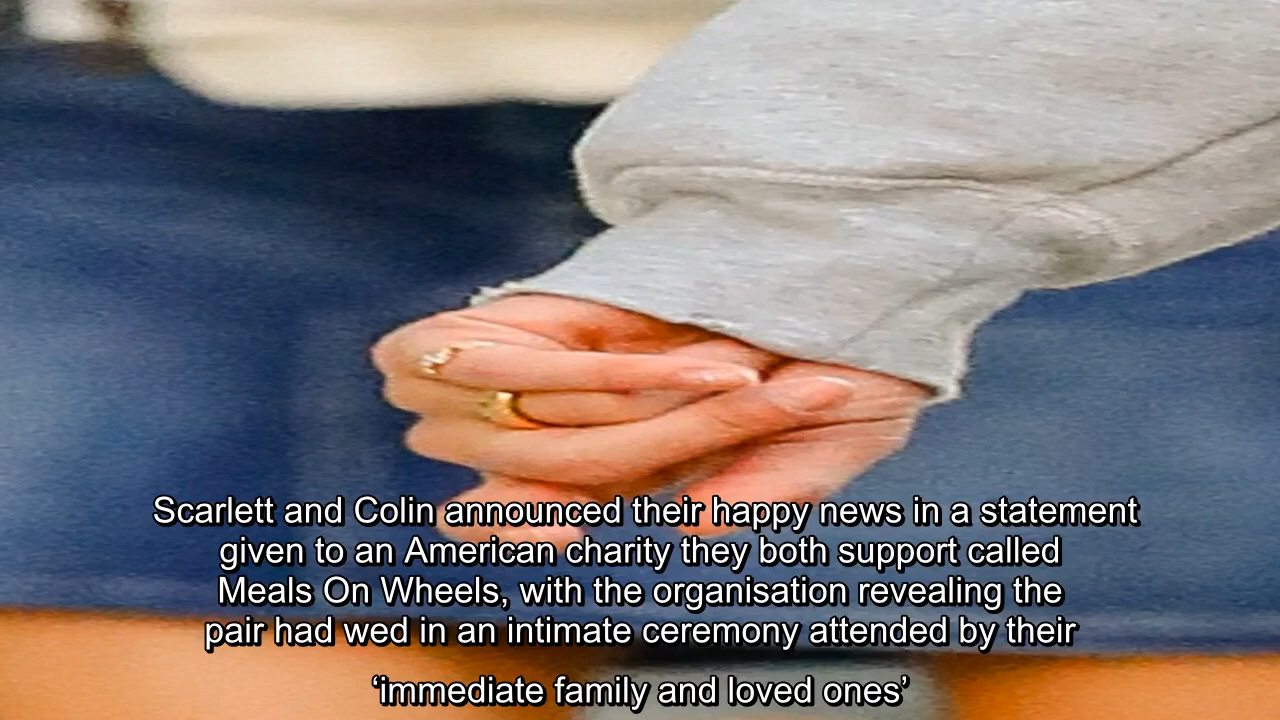 Scarlett and Colin announced their happy news in a statement
given to an American charity they both support called
Meals On Wheels, with the organisation revealing the
pair had wed in an intimate ceremony attended by their
‘immediate family and loved ones’